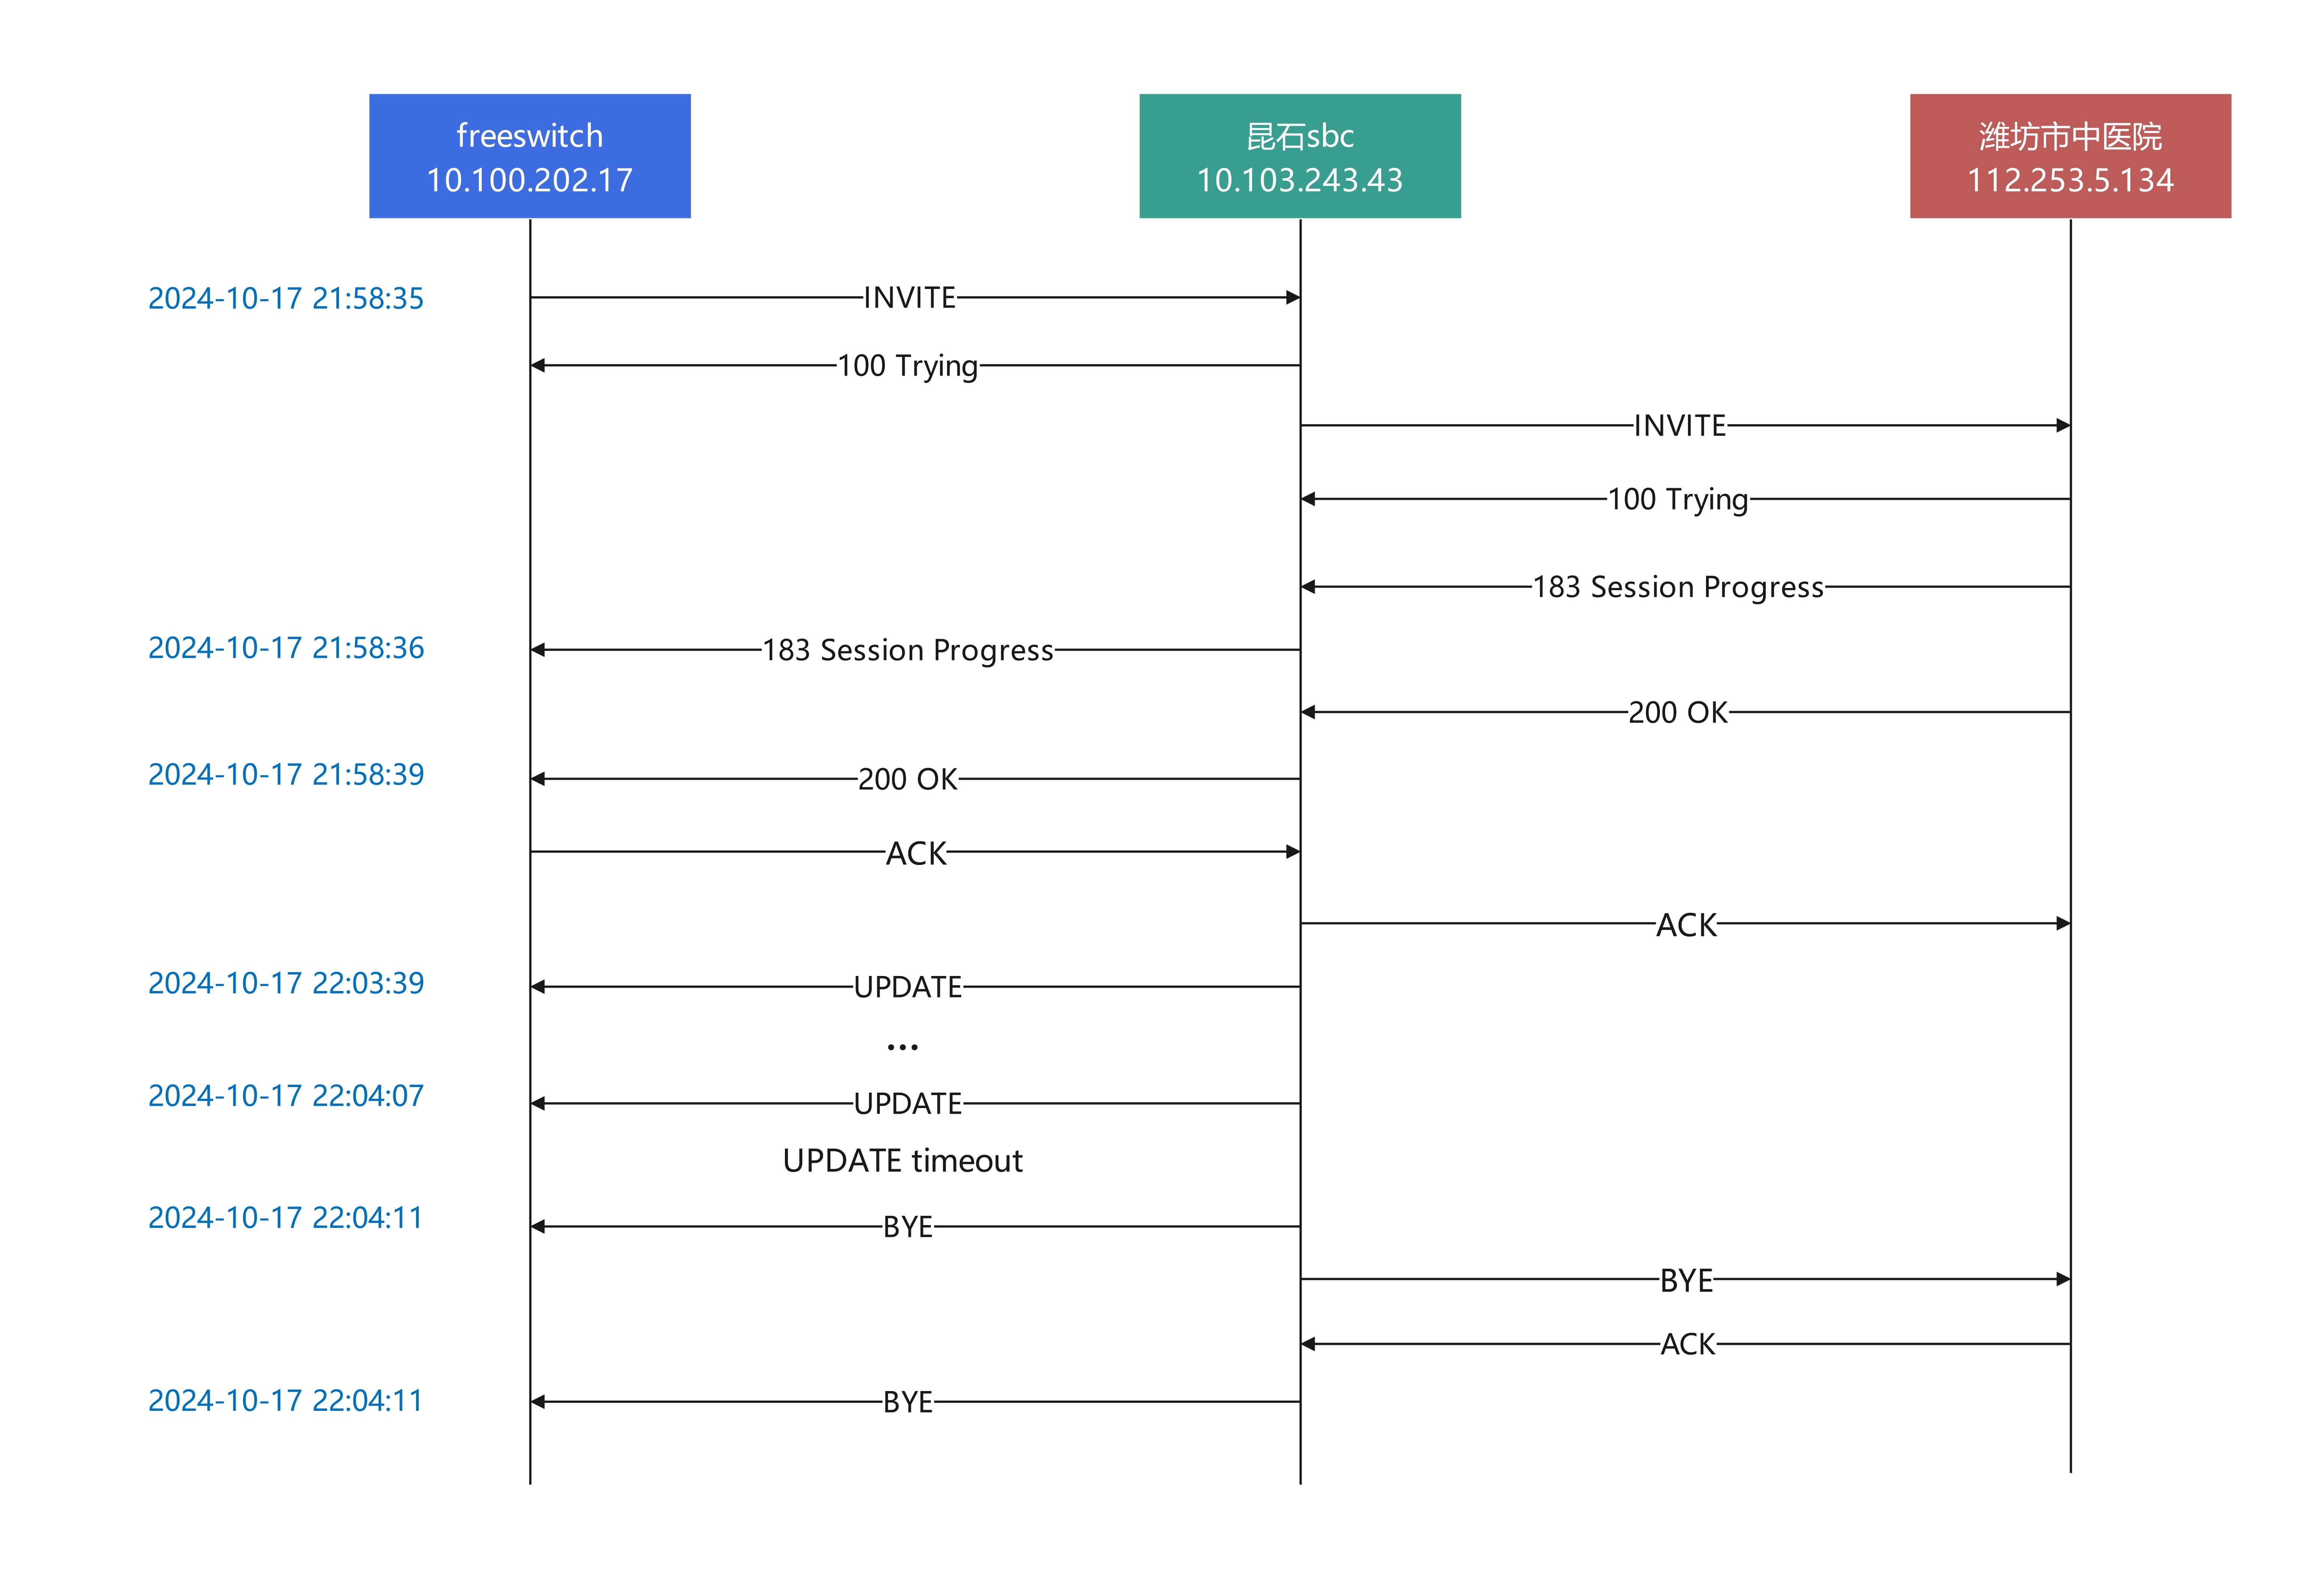 freeswitch
10.100.202.17
昆石sbc
10.103.243.43
潍坊市中医院
112.253.5.134
2024-10-17 21:58:35
INVITE
100 Trying
INVITE
100 Trying
183 Session Progress
2024-10-17 21:58:36
183 Session Progress
200 OK
2024-10-17 21:58:39
200 OK
ACK
ACK
2024-10-17 22:03:39
UPDATE
...
2024-10-17 22:04:07
UPDATE
UPDATE timeout
2024-10-17 22:04:11
BYE
BYE
ACK
2024-10-17 22:04:11
BYE